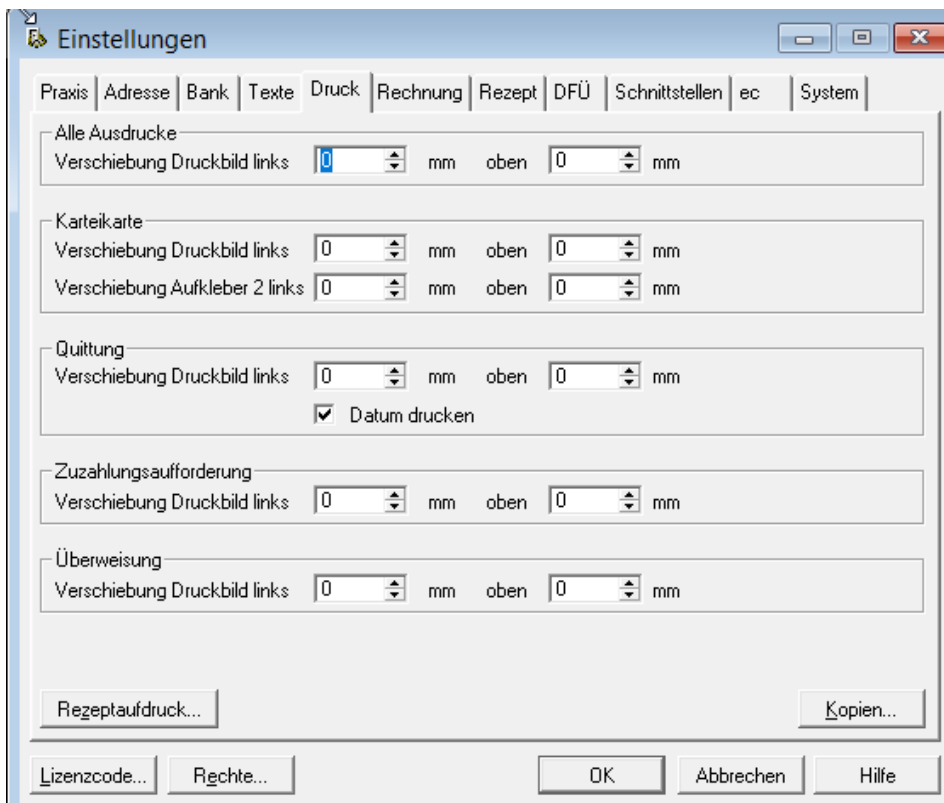 Einstellungen
Praxis Adresse Bank Texte Druck Rechnung Rezept DFÜ Schnittstellen ec System
Alle Ausdrucke
Verschiebung Druckbild links 0 mm oben 0 mm
Karteikarte
Verschiebung Druckbild links 0 mm oben 0 mm
Verschiebung Aufkleber 2 links 0 mm oben 0 mm
Quittung
Verschiebung Druckbild links 0 mm oben 0 mm
Datum drucken
Zuzahlungsaufforderung
Verschiebung Druckbild links 0 mm oben 0 mm
Überweisung
Verschiebung Druckbild links 0 mm oben 0 mm
Rezeptaufdruck... Kopien...
Lizenzcode... Rechte... OK Abbrechen Hilfe